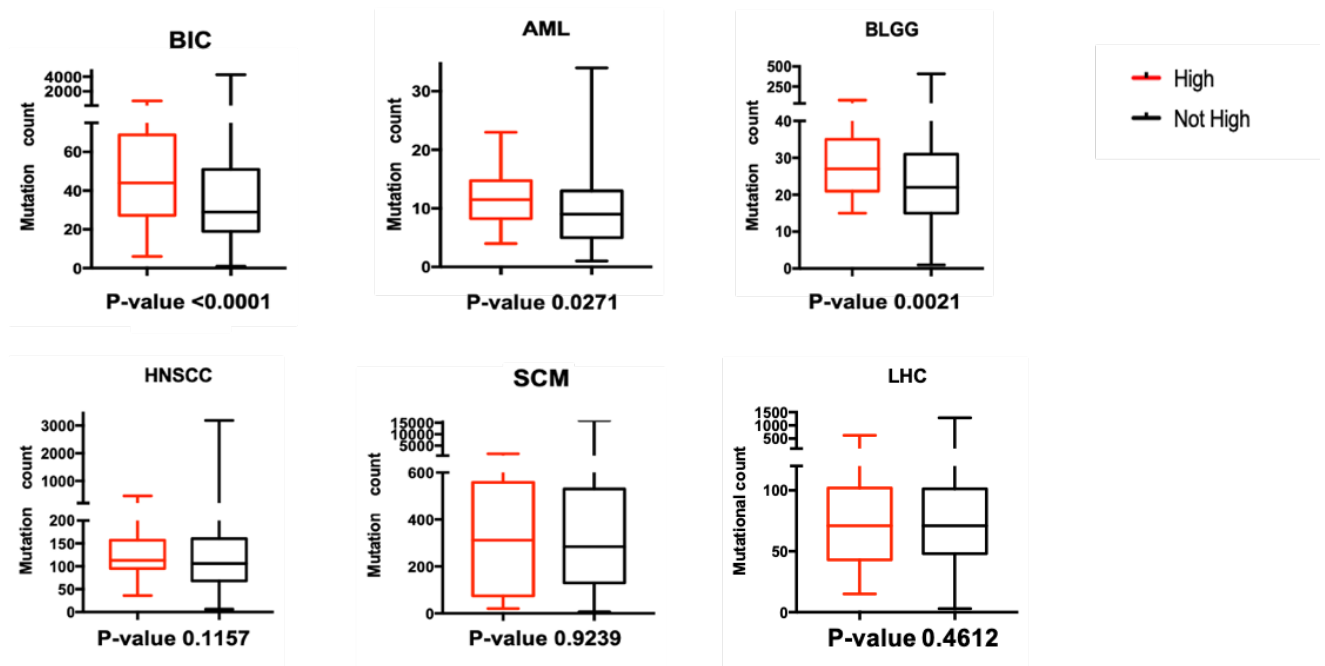 BIC
4000
2000
60
40
20
0
Mutation count
P-value <0.0001
AML
30
20
10
0
Mutation count
P-value 0.0271
BLGG
500
250
40
30
20
10
0
Mutation count
P-value 0.0021
High
Not High
HNSCC
3000
2000
1000
200
150
100
50
0
Mutation count
P-value 0.1157
SCM
15000
10000
5000
600
400
200
0
Mutation count
P-value 0.9239
LHC
1500
1000
500
100
50
0
Mutational count
P-value 0.4612